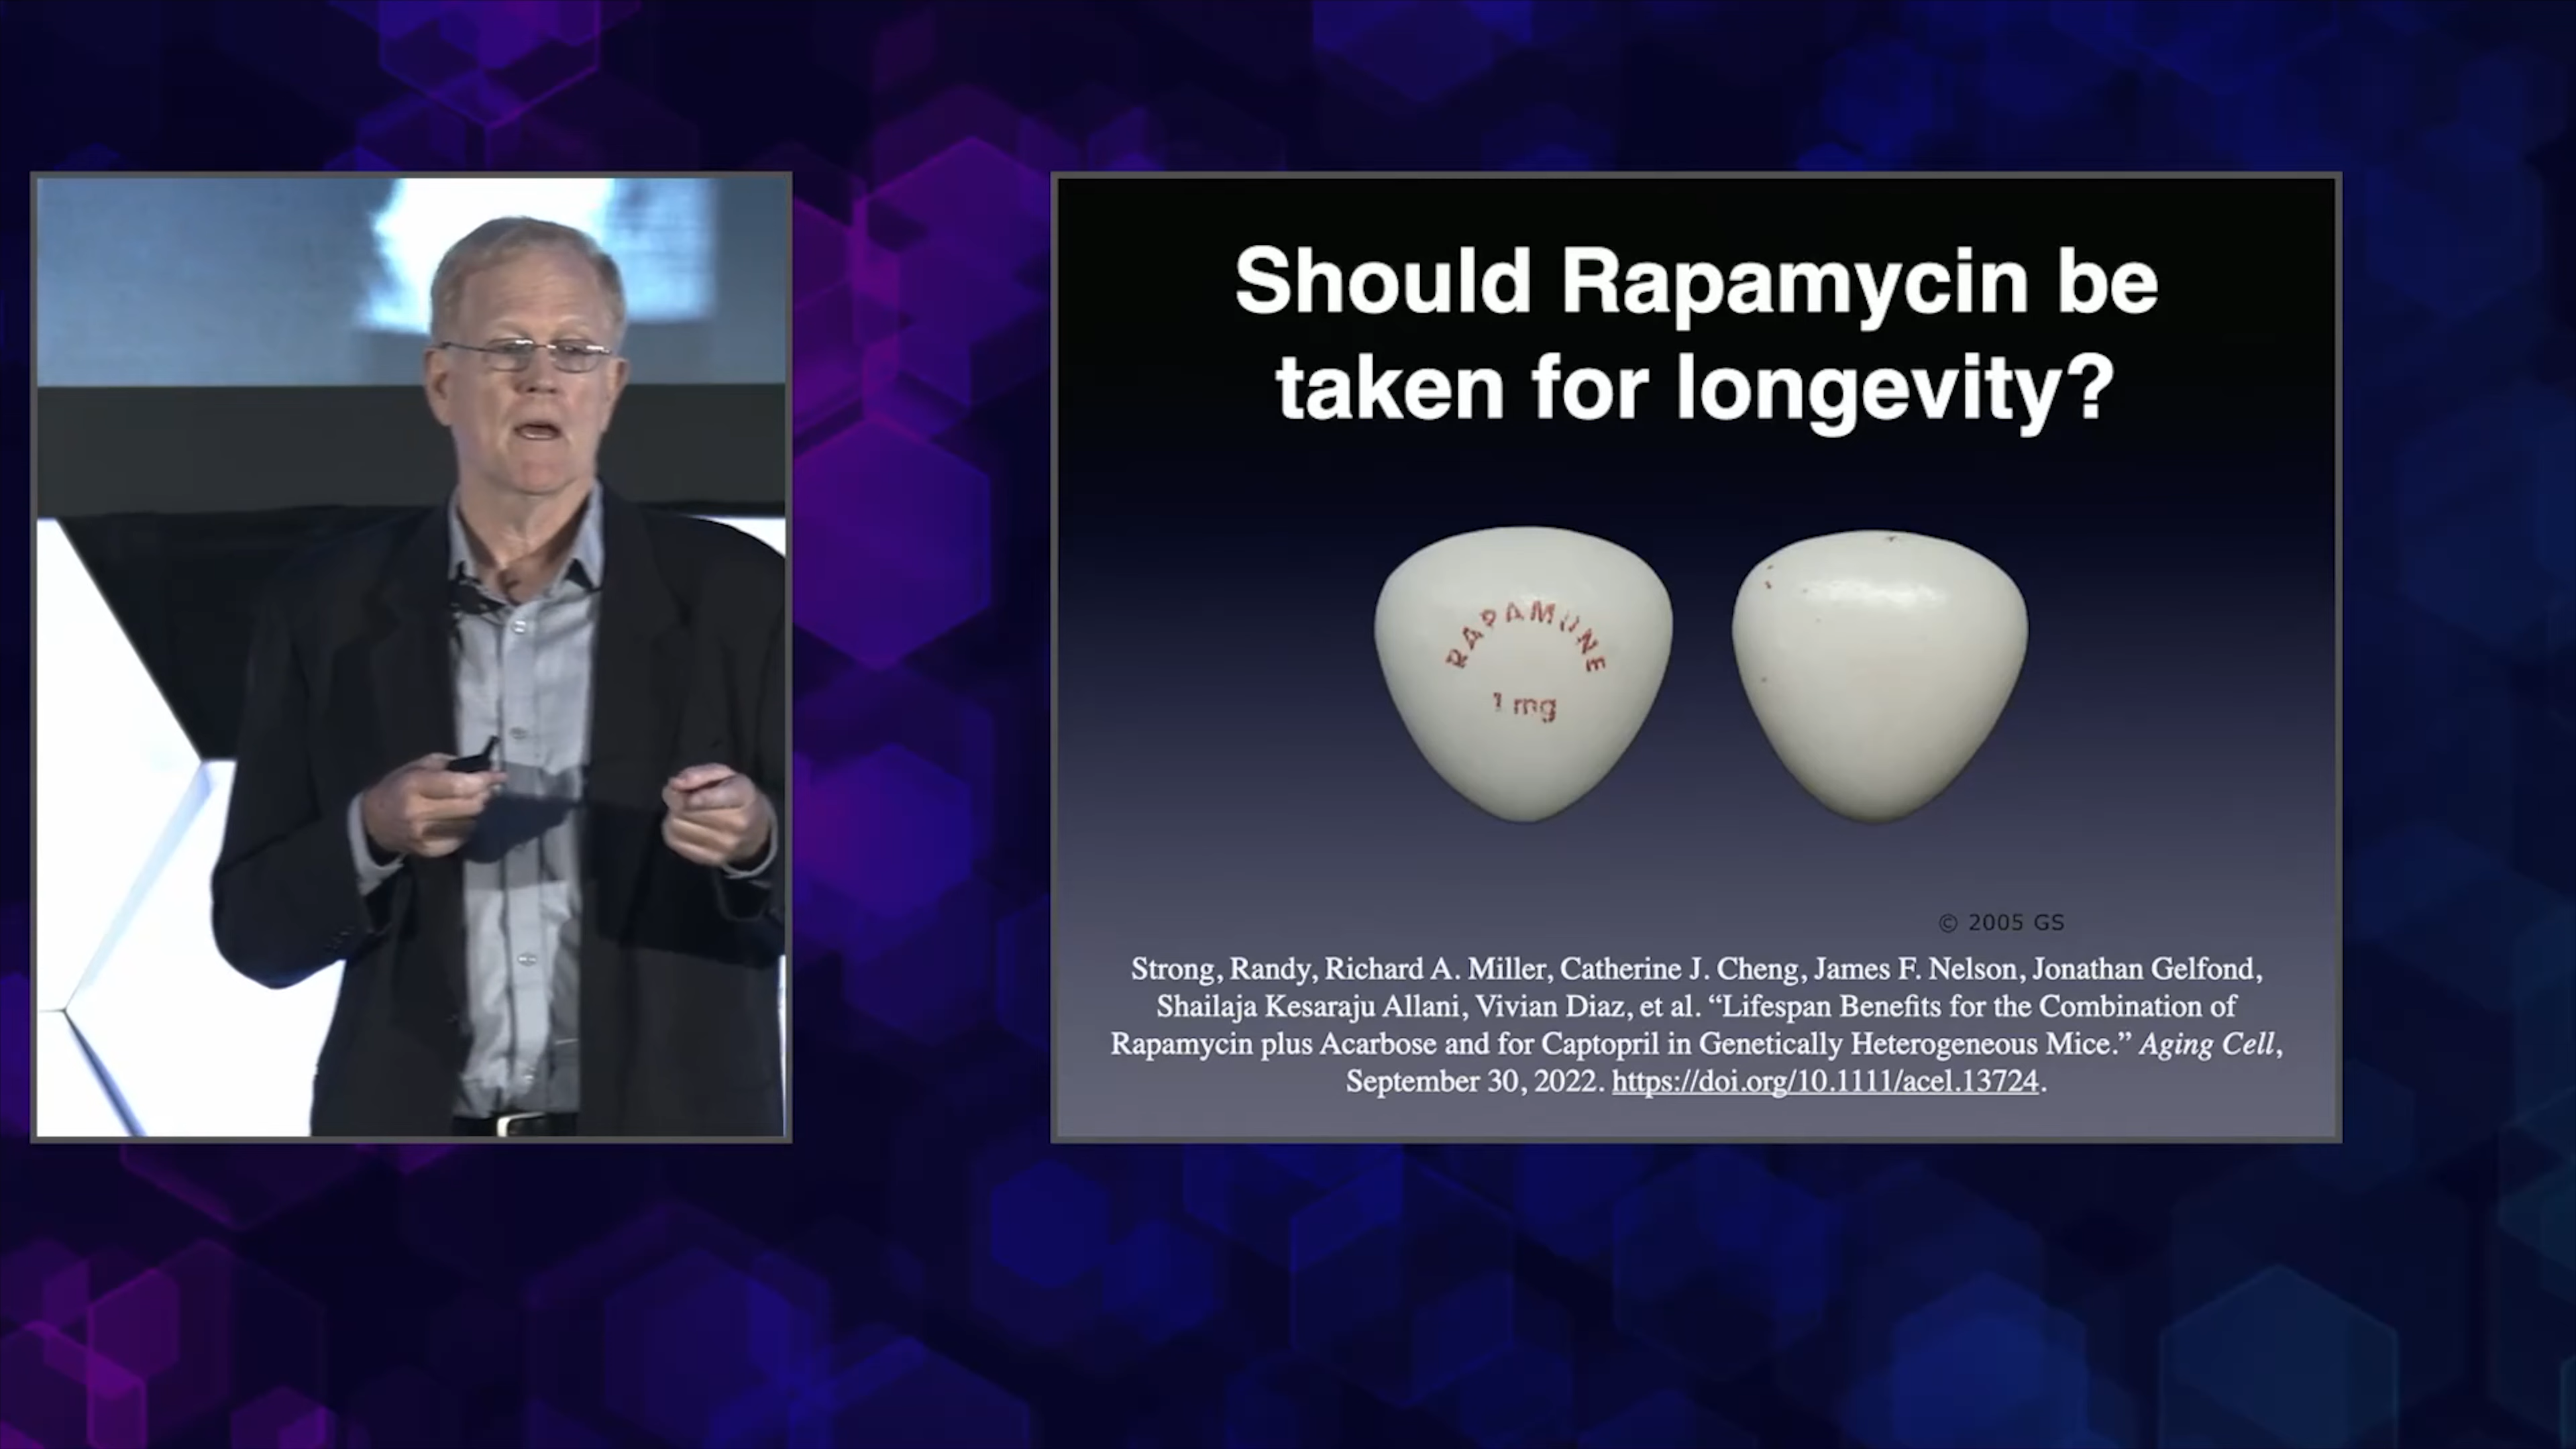 Should Rapamycin be
taken for longevity?
RAPAMUNE
1 mg
© 2005 GS
Strong, Randy, Richard A. Miller, Catherine J. Cheng, James F. Nelson, Jonathan Gelfond,
Shailaja Kesaraju Allani, Vivian Diaz, et al. “Lifespan Benefits for the Combination of
Rapamycin plus Acarbose and for Captopril in Genetically Heterogeneous Mice.” Aging Cell,
September 30, 2022. https://doi.org/10.1111/acel.13724.